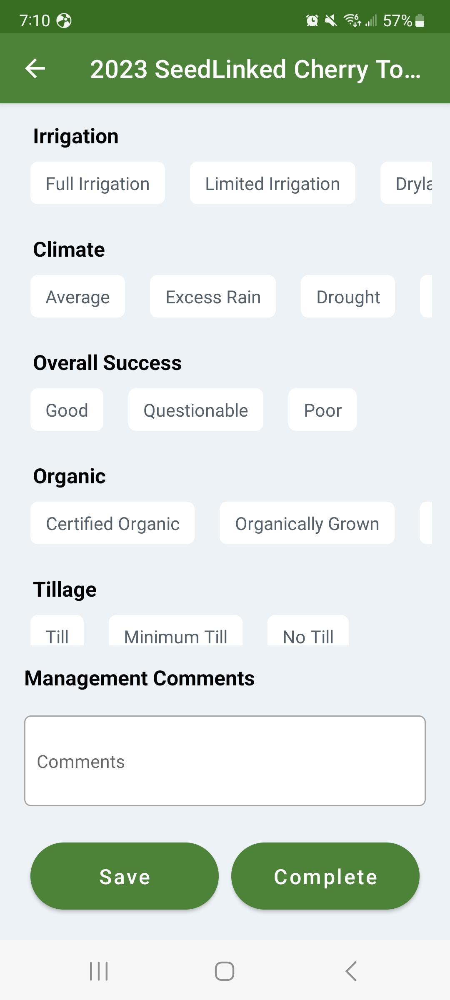 7:10 57%
2023 SeedLinked Cherry To...
Irrigation
Full Irrigation Limited Irrigation Dryla
Climate
Average Excess Rain Drought
Overall Success
Good Questionable Poor
Organic
Certified Organic Organically Grown
Tillage
Till Minimum Till No Till
Management Comments
Comments
Save Complete